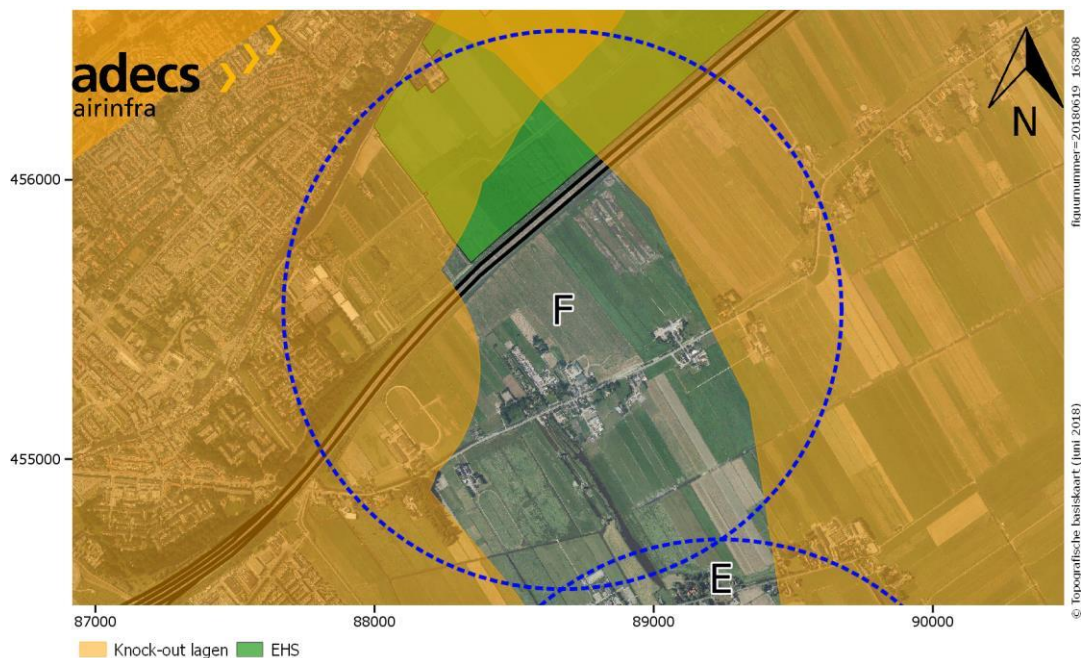 adecs
airinfra
N
figuurnummer=20180619_163808
456000
F
455000
E
© Topografische basiskaart (juni 2018)
87000 88000 89000 90000
Knock-out lagen EHS